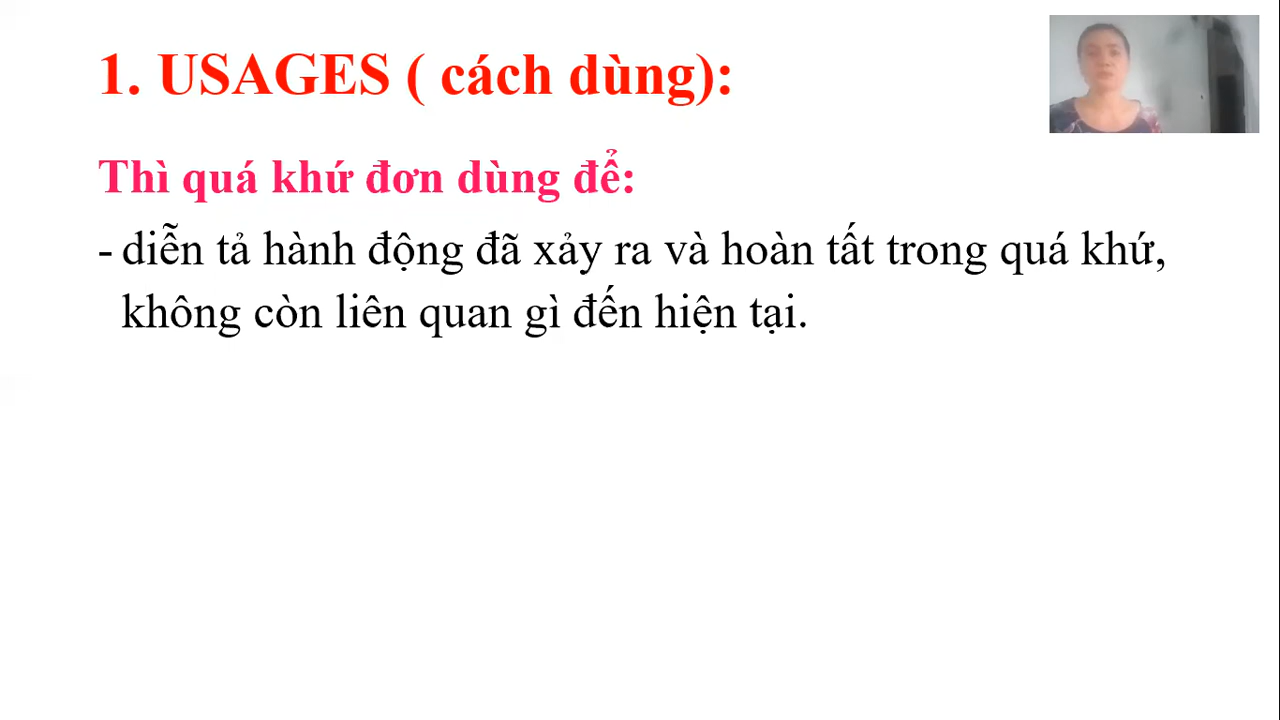 1. USAGES ( cách dùng):
Thì quá khứ đơn dùng để:
- diễn tả hành động đã xảy ra và hoàn tất trong quá khứ,
không còn liên quan gì đến hiện tại.